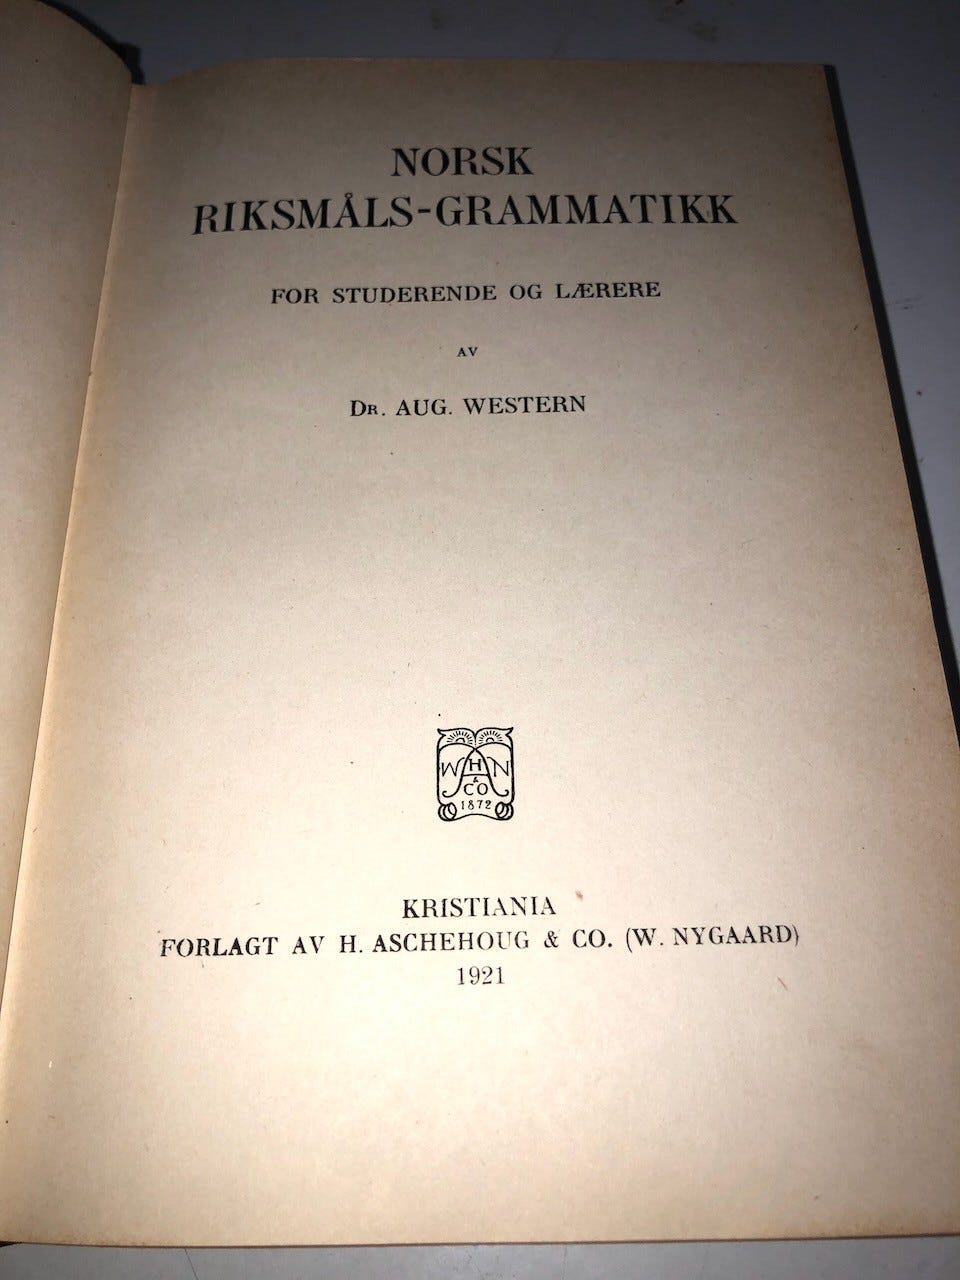 NORSK
RIKSMÅLS-GRAMMATIKK
FOR STUDERENDE OG LÆRERE
AV
DR. AUG. WESTERN
W H N
& CO
1872
KRISTIANIA
FORLAGT AV H. ASCHEHOUG & CO. (W. NYGAARD)
1921